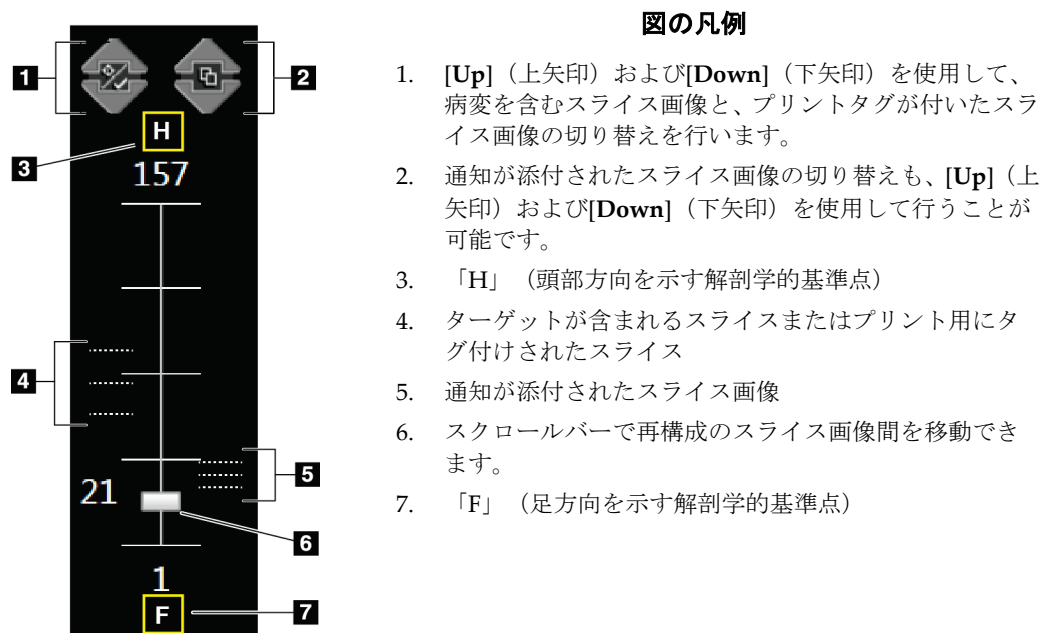 1
2
H
3
157
4
5
21
6
1
F
7
図の凡例
1. [Up]（上矢印）および[Down]（下矢印）を使用して、
病変を含むスライス画像と、プリントタグが付いたスラ
イス画像の切り替えを行います。
2. 通知が添付されたスライス画像の切り替えも、[Up]（上
矢印）および[Down]（下矢印）を使用して行うことが
可能です。
3. 「H」（頭部方向を示す解剖学的基準点）
4. ターゲットが含まれるスライスまたはプリント用にタ
グ付けされたスライス
5. 通知が添付されたスライス画像
6. スクロールバーで再構成のスライス画像間を移動でき
ます。
7. 「F」（足方向を示す解剖学的基準点）